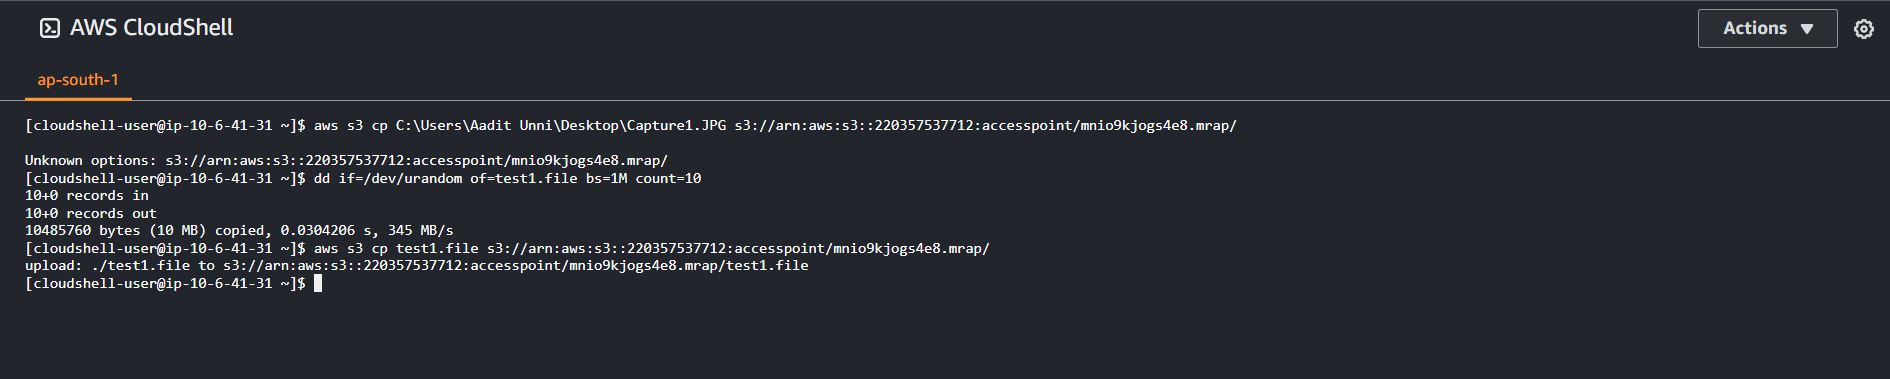 AWS CloudShell
Actions
ap-south-1
[cloudshell-user@ip-10-6-41-31 ~]$ aws s3 cp C:\Users\Aadit Unni\Desktop\Capture1.JPG s3://arn:aws:s3::220357537712:accesspoint/mnio9kjogs4e8.mrap/
Unknown options: s3://arn:aws:s3::220357537712:accesspoint/mnio9kjogs4e8.mrap/
[cloudshell-user@ip-10-6-41-31 ~]$ dd if=/dev/urandom of=test1.file bs=1M count=10
10+0 records in
10+0 records out
10485760 bytes (10 MB) copied, 0.0304206 s, 345 MB/s
[cloudshell-user@ip-10-6-41-31 ~]$ aws s3 cp test1.file s3://arn:aws:s3::220357537712:accesspoint/mnio9kjogs4e8.mrap/
upload: ./test1.file to s3://arn:aws:s3::220357537712:accesspoint/mnio9kjogs4e8.mrap/test1.file
[cloudshell-user@ip-10-6-41-31 ~]$